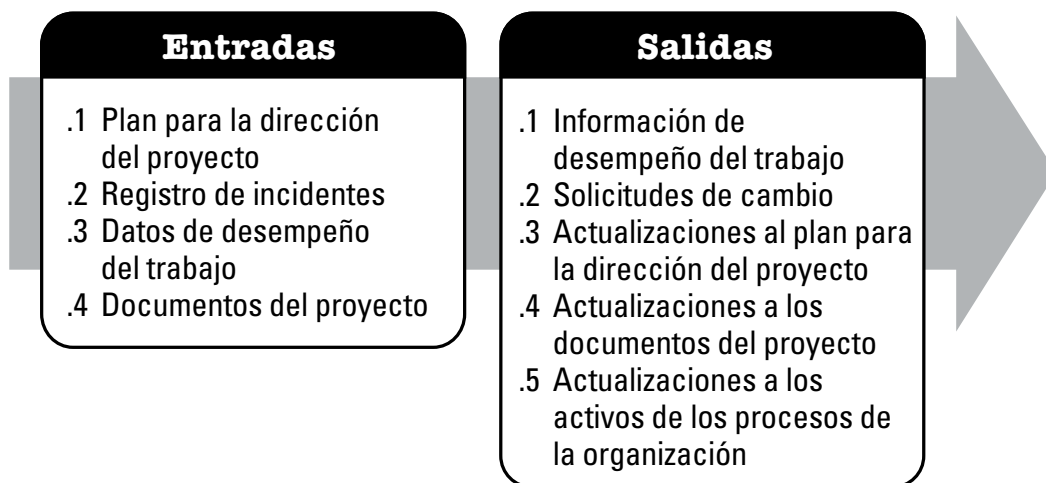 Entradas
.1 Plan para la dirección
del proyecto
.2 Registro de incidentes
.3 Datos de desempeño
del trabajo
.4 Documentos del proyecto
Salidas
.1 Información de
desempeño del trabajo
.2 Solicitudes de cambio
.3 Actualizaciones al plan para
la dirección del proyecto
.4 Actualizaciones a los
documentos del proyecto
.5 Actualizaciones a los
activos de los procesos de
la organización